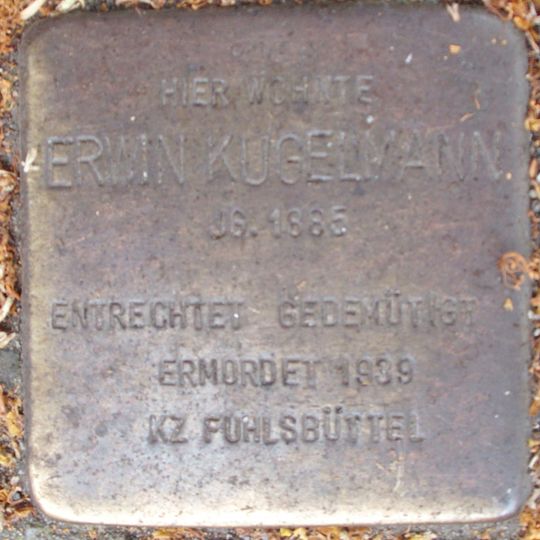 HIER WOHNTE
ERWIN KUGELMANN
JG. 1885
ENTRECHTET GEDEMÜTIGT
ERMORDET 1939
KZ FUHLSBÜTTEL